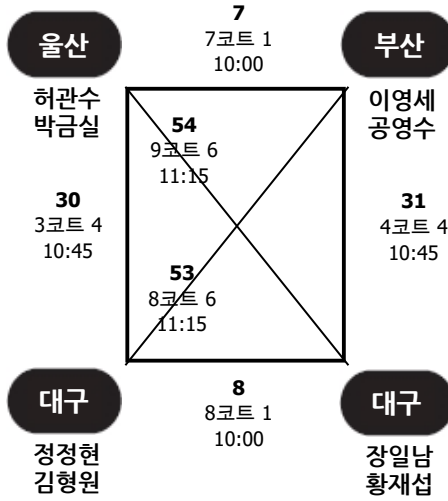 7
7코트 1
10:00
울산
허관수
박금실
부산
이영세
공영수
54
9코트 6
11:15
30
3코트 4
10:45
31
4코트 4
10:45
53
8코트 6
11:15
대구
정정현
김형원
8
8코트 1
10:00
대구
장일남
황재섭